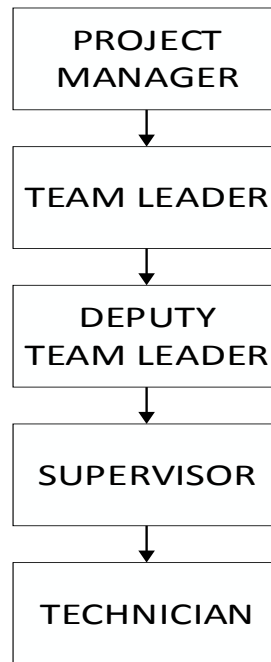 PROJECT
MANAGER
TEAM LEADER
DEPUTY
TEAM LEADER
SUPERVISOR
TECHNICIAN